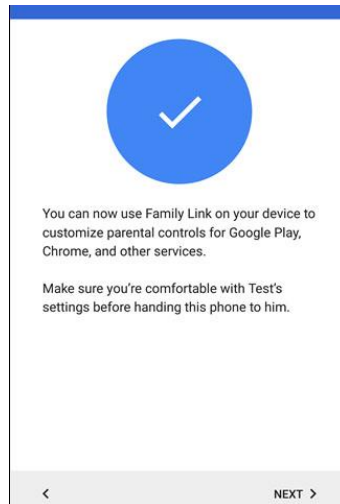 You can now use Family Link on your device to
customize parental controls for Google Play,
Chrome, and other services.
Make sure you're comfortable with Test's
settings before handing this phone to him.
NEXT